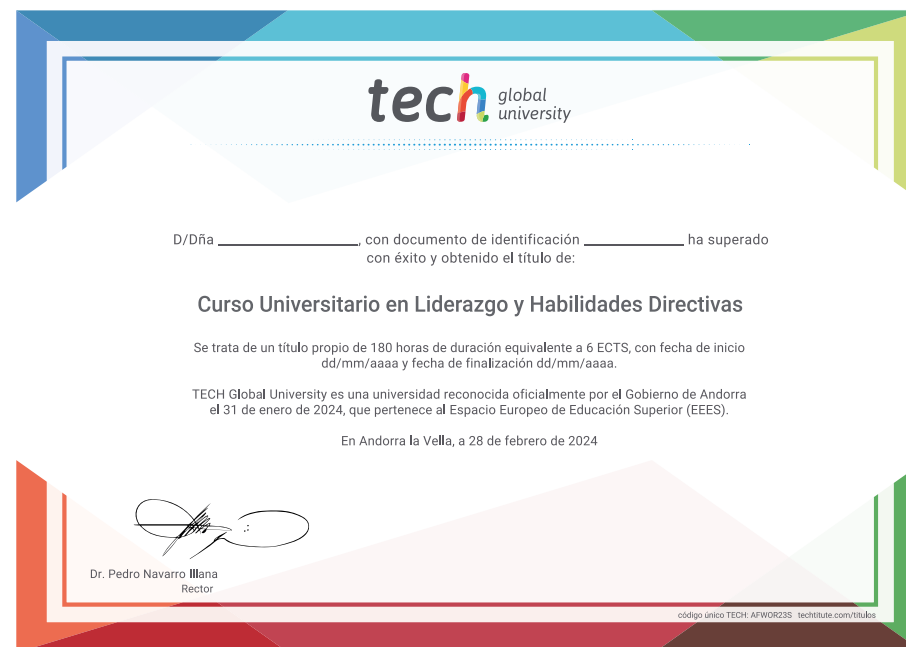 tech global university
D/Dña ____________________, con documento de identificación ______________ ha superado
con éxito y obtenido el título de:
Curso Universitario en Liderazgo y Habilidades Directivas
Se trata de un título propio de 180 horas de duración equivalente a 6 ECTS, con fecha de inicio
dd/mm/aaaa y fecha de finalización dd/mm/aaaa.
TECH Global University es una universidad reconocida oficialmente por el Gobierno de Andorra
el 31 de enero de 2024, que pertenece al Espacio Europeo de Educación Superior (EEES).
En Andorra la Vella, a 28 de febrero de 2024
Dr. Pedro Navarro Illana
Rector
código único TECH: AFWOR23S techtitute.com/titulos